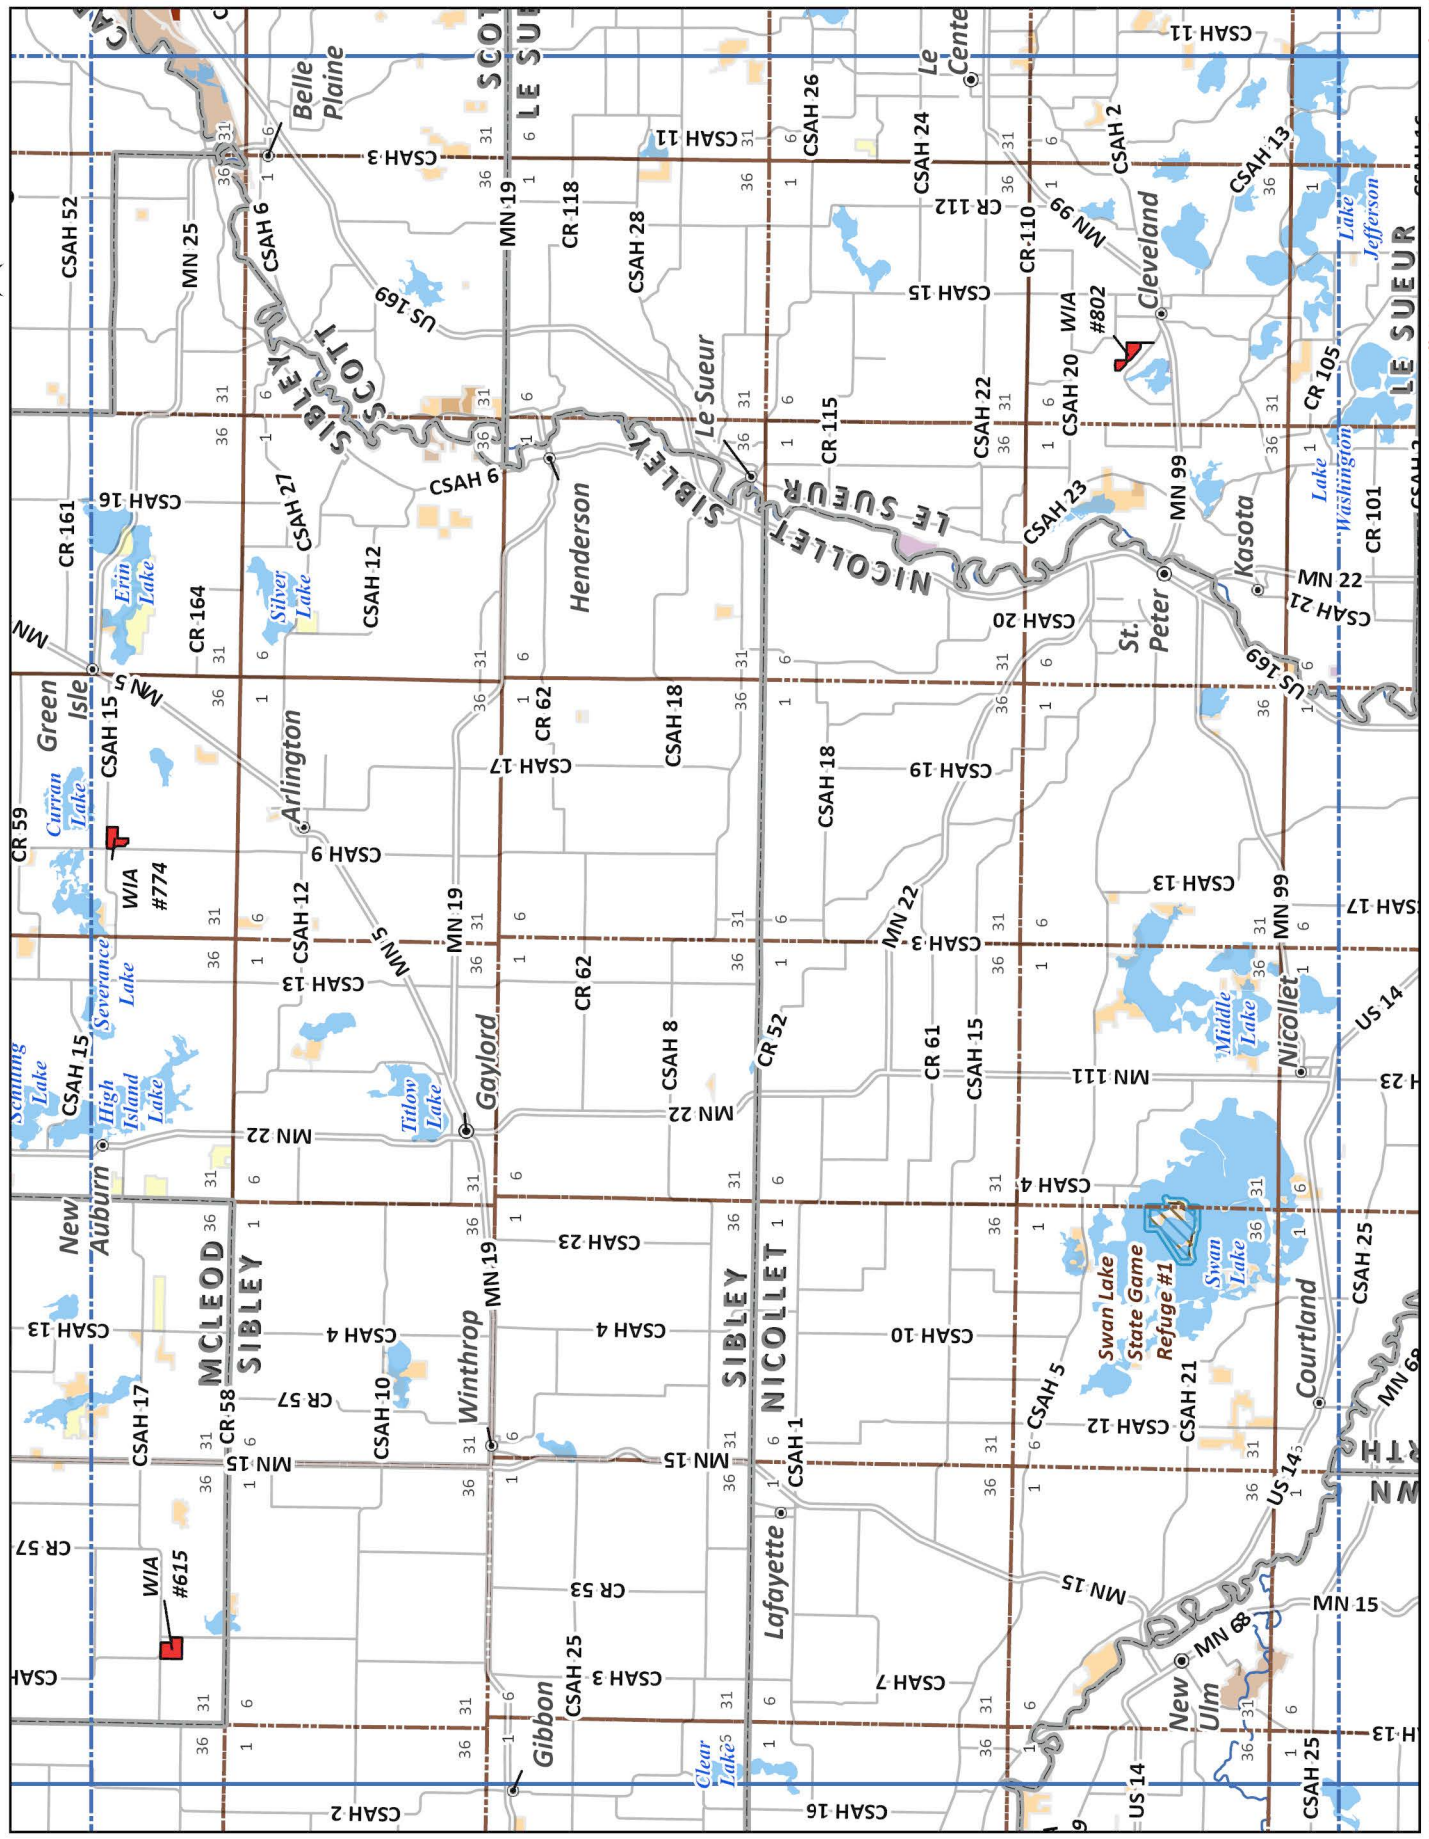 CSAH 52
MN 25
CSAH 6
Belle
Plaine
CSAH 3
US 169
SIBLEY
SCOTT
LE SUE
MN 19
CR 118
CSAH 28
CSAH 11
CSAH 26
CSAH 24
Le
Cente
CSAH 11
CSAH 2
CSAH 13
CR 112
CR 110
MN 99
CSAH 15
Cleveland
WIA
#802
Lake
Jefferson
LE SUEUR
CR 105
CSAH 20
CSAH 22
CR 115
Le Sueur
CSAH 6
SIBLEY
NICOLLET
LE SUEUR
CSAH 23
MN 99
Kasota
Lake
Washington
CR 101
MN 22
CSAH 21
US 169
St.
Peter
CSAH 20
Henderson
CSAH 12
CSAH 27
CSAH 16
CR 161
Erin
Lake
Silver
Lake
CR 164
MN
Green
Isle
MN 5
CSAH 15
Curran
Lake
CR 59
WIA
#774
Arlington
CSAH 9
CSAH 12
CSAH 17
CR 62
CSAH 18
CSAH 18
CSAH 19
MN 19
MN 5
MN 22
CSAH 3
CSAH 13
MN 99
CSAH 17
CSAH 13
Severance
Lake
CSAH 15
Lake
High
Island
Lake
Titlow
Lake
Gaylord
MN 22
CR 62
CSAH 8
MN 22
CR 52
CR 61
CSAH 15
MN 111
Middle
Lake
Nicollet
US 14
New
Auburn
MCLEOD
SIBLEY
CSAH 13
CSAH 4
CSAH 17
CR 58
CR 57
CSAH 10
MN 15
Winthrop
MN 19
CSAH 23
CSAH 4
SIBLEY
NICOLLET
MN 15
CSAH 1
CSAH 10
CSAH 4
Swan Lake
State Game
Refuge #1
Swan
Lake
CSAH 5
CSAH 12
CSAH 21
Courtland
CSAH 25
MN 68
US 14
CR 57
WIA
#615
CSAH
CR 53
CSAH 25
CSAH 3
Gibbon
CSAH 2
Lafayette
CSAH 7
Clear
Lake
CSAH 16
MN 15
MN 68
MN 15
New
Ulm
US 14
CSAH 25